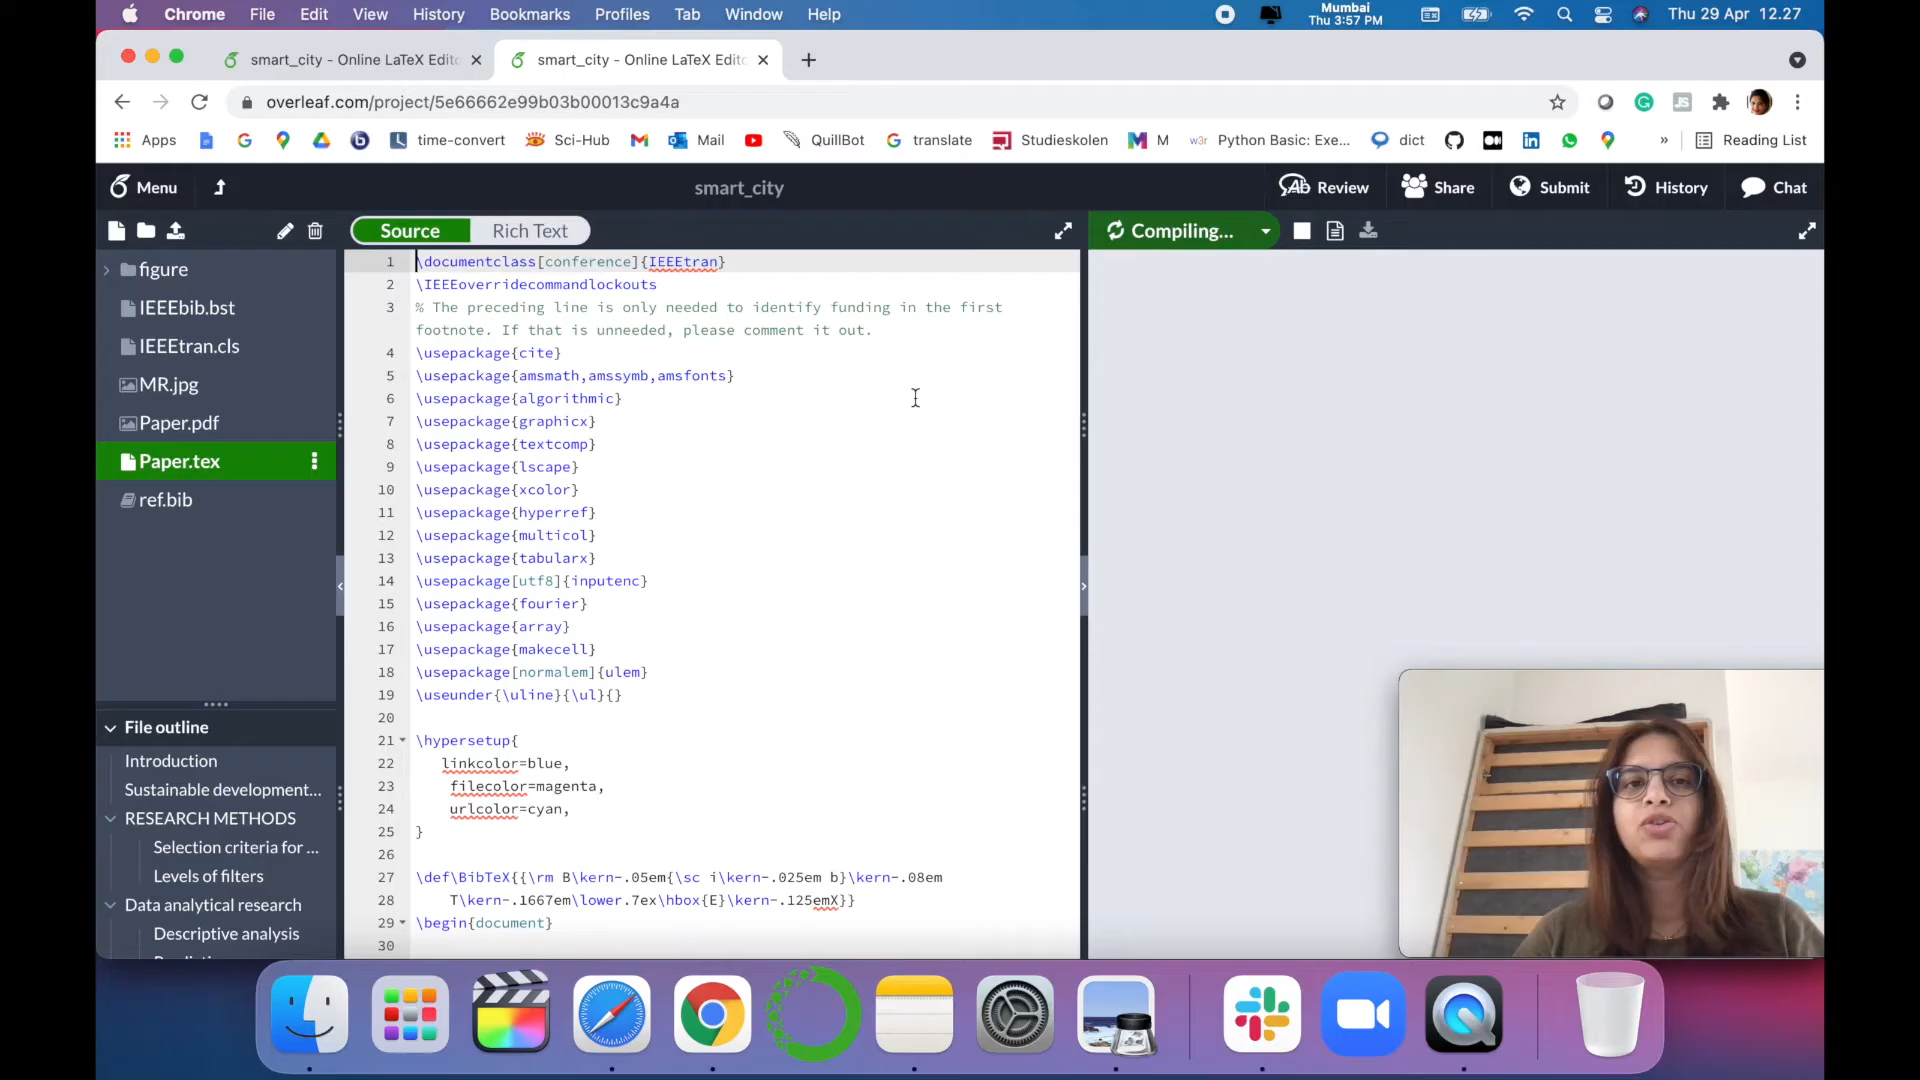 Chrome File Edit View History Bookmarks Profiles Tab Window Help
Mumbai
Thu 3:57 PM
Thu 29 Apr 12.27
smart_city - Online LaTeX Edit
smart_city - Online LaTeX Edit
overleaf.com/project/5e66662e99b03b00013c9a4a
Apps time-convert Sci-Hub Mail QuillBot translate Studieskolen M Python Basic: Exe... dict » Reading List
Menu smart_city Review Share Submit History Chat
Source Rich Text Compiling...
figure
IEEEbib.bst
IEEEtran.cls
MR.jpg
Paper.pdf
Paper.tex
ref.bib
File outline
Introduction
Sustainable development...
RESEARCH METHODS
Selection criteria for ...
Levels of filters
Data analytical research
Descriptive analysis
1 \documentclass[conference]{IEEEtran}
2 \IEEEoverridecommandlockouts
3 % The preceding line is only needed to identify funding in the first
footnote. If that is unneeded, please comment it out.
4 \usepackage{cite}
5 \usepackage{amsmath,amssymb,amsfonts}
6 \usepackage{algorithmic}
7 \usepackage{graphicx}
8 \usepackage{textcomp}
9 \usepackage{lscape}
10 \usepackage{xcolor}
11 \usepackage{hyperref}
12 \usepackage{multicol}
13 \usepackage{tabularx}
14 \usepackage[utf8]{inputenc}
15 \usepackage{fourier}
16 \usepackage{array}
17 \usepackage{makecell}
18 \usepackage[normalem]{ulem}
19 \useunder{\uline}{\ul}{}
20
21 \hypersetup{
22 linkcolor=blue,
23 filecolor=magenta,
24 urlcolor=cyan,
25 }
26
27 \def\BibTeX{{\rm B\kern-.05em{\sc i\kern-.025em b}\kern-.08em
28 T\kern-.1667em\lower.7ex\hbox{E}\kern-.125emX}}
29 \begin{document}
30